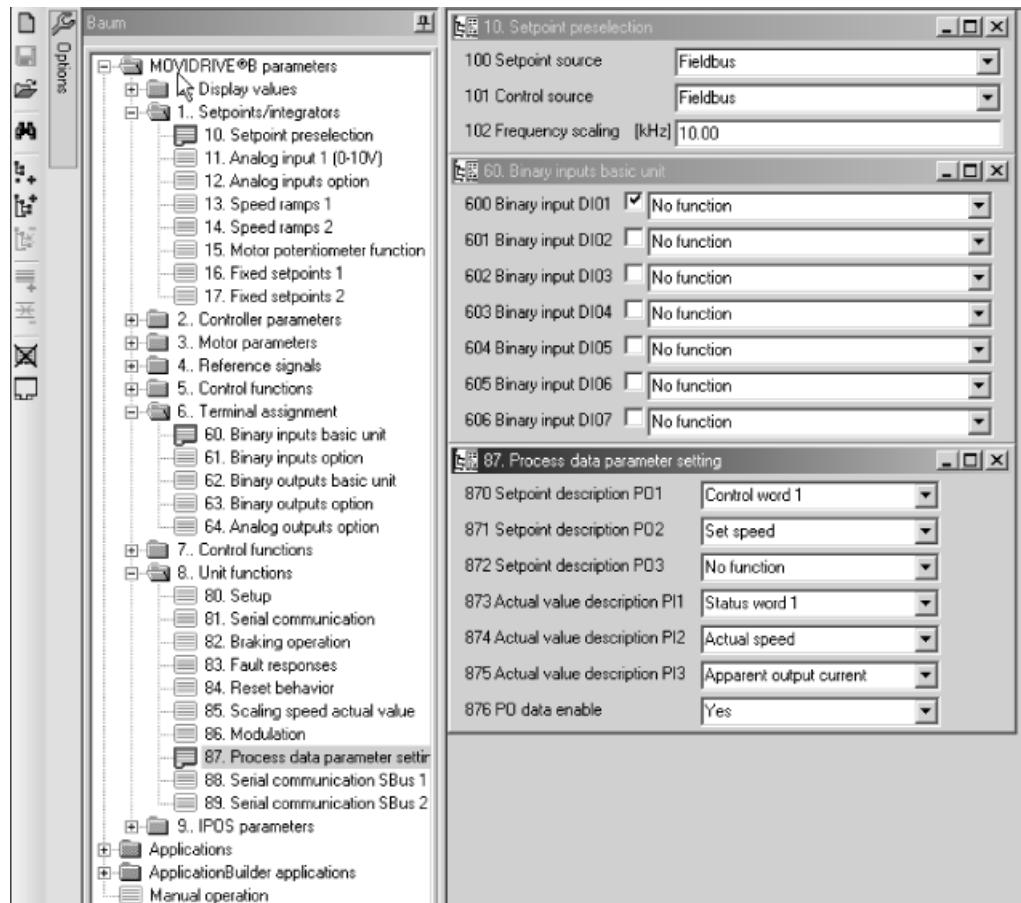 Options
Baum
MOVIDRIVE®B parameters
Display values
1.. Setpoints/integrators
10. Setpoint preselection
11. Analog input 1 (0-10V)
12. Analog inputs option
13. Speed ramps 1
14. Speed ramps 2
15. Motor potentiometer function
16. Fixed setpoints 1
17. Fixed setpoints 2
2.. Controller parameters
3.. Motor parameters
4.. Reference signals
5.. Control functions
6.. Terminal assignment
60. Binary inputs basic unit
61. Binary inputs option
62. Binary outputs basic unit
63. Binary outputs option
64. Analog outputs option
7.. Control functions
8.. Unit functions
80. Setup
81. Serial communication
82. Braking operation
83. Fault responses
84. Reset behavior
85. Scaling speed actual value
86. Modulation
87. Process data parameter settin
88. Serial communication SBus 1
89. Serial communication SBus 2
9.. IPOS parameters
Applications
ApplicationBuilder applications
Manual operation
10. Setpoint preselection
100 Setpoint source Fieldbus
101 Control source Fieldbus
102 Frequency scaling [kHz] 10.00
60. Binary inputs basic unit
600 Binary input DI01 No function
601 Binary input DI02 No function
602 Binary input DI03 No function
603 Binary input DI04 No function
604 Binary input DI05 No function
605 Binary input DI06 No function
606 Binary input DI07 No function
87. Process data parameter setting
870 Setpoint description PO1 Control word 1
871 Setpoint description PO2 Set speed
872 Setpoint description PO3 No function
873 Actual value description PI1 Status word 1
874 Actual value description PI2 Actual speed
875 Actual value description PI3 Apparent output current
876 PO data enable Yes